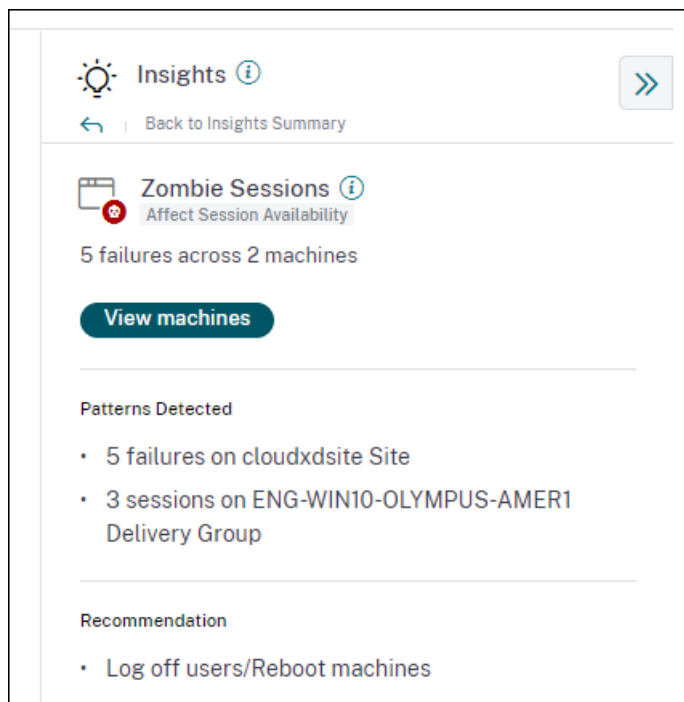 Insights
Back to Insights Summary
Zombie Sessions
Affect Session Availability
5 failures across 2 machines
View machines
Patterns Detected
• 5 failures on cloudxdsite Site
• 3 sessions on ENG-WIN10-OLYMPUS-AMER1
Delivery Group
Recommendation
• Log off users/Reboot machines